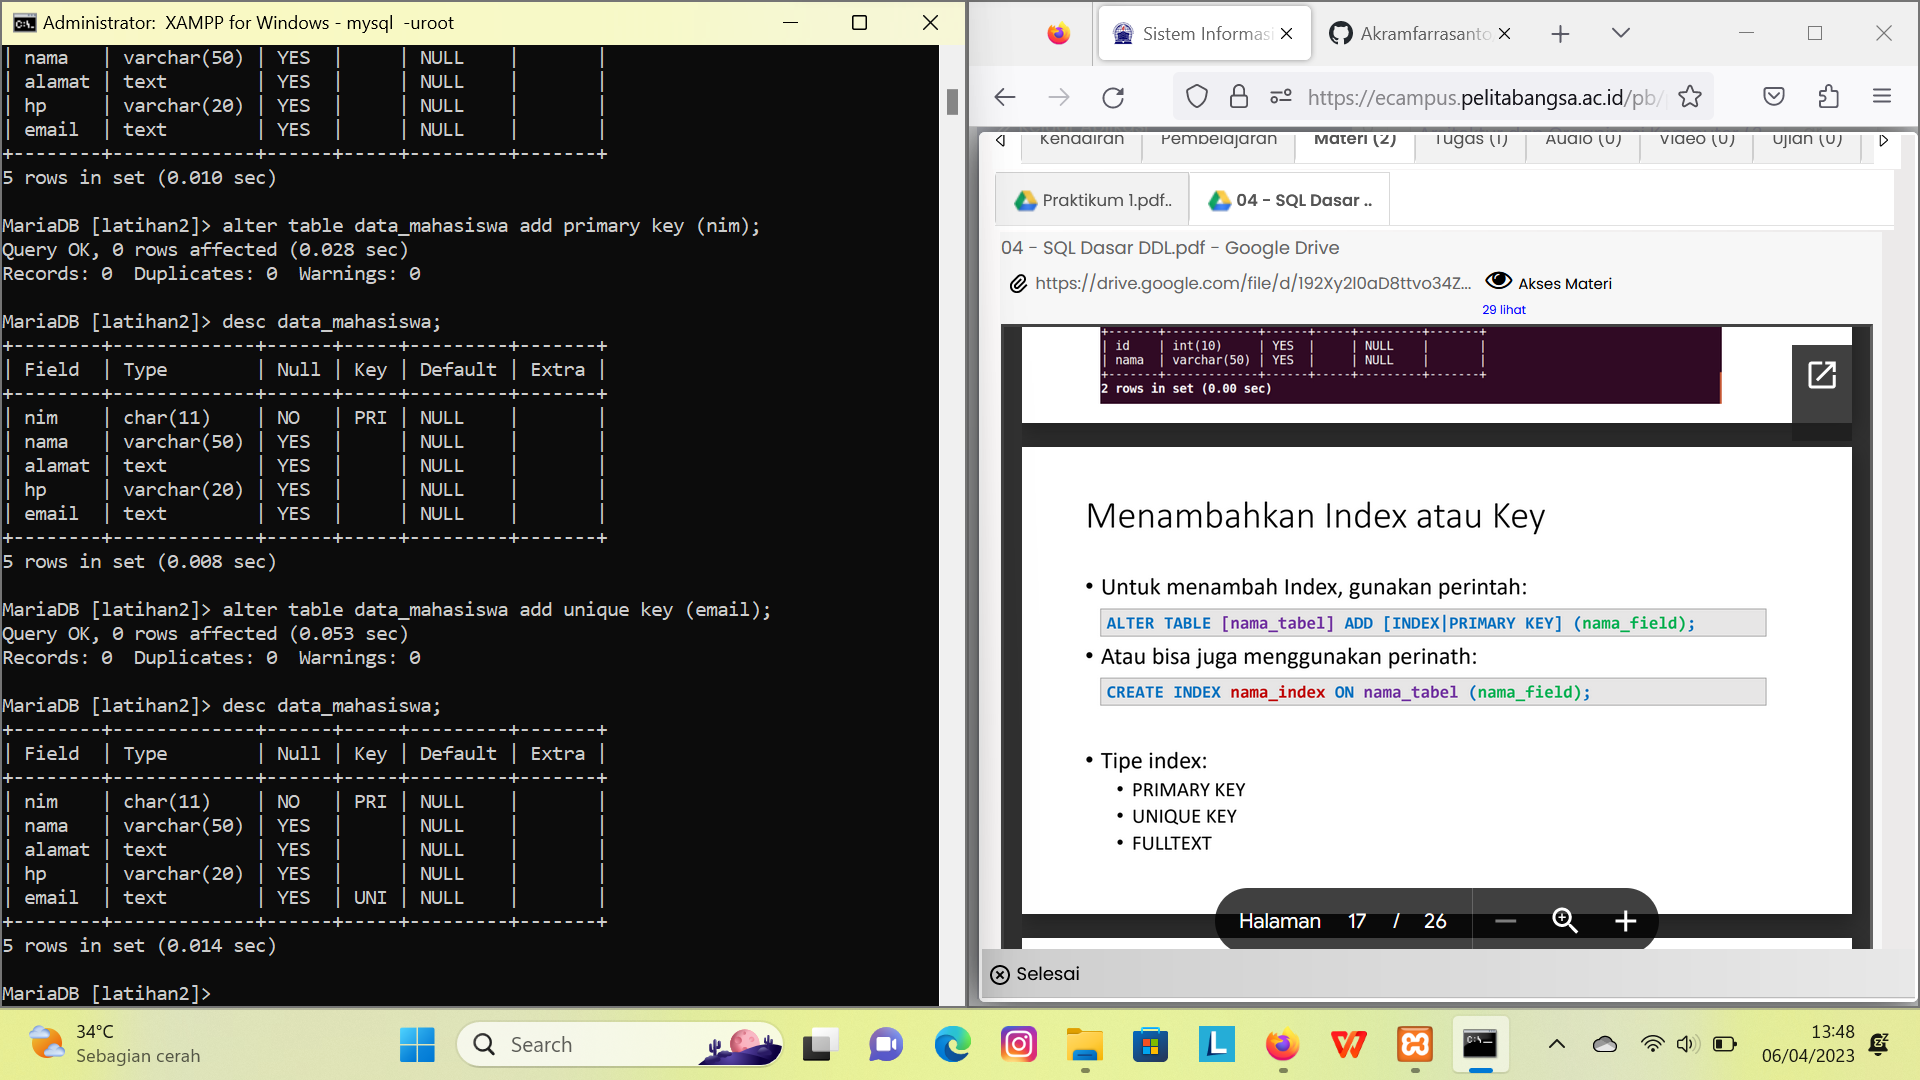 Administrator:  XAMPP for Windows - mysql  -uroot
| nama   | varchar(50) | YES  |     | NULL    |       |
| alamat | text        | YES  |     | NULL    |       |
| hp     | varchar(20) | YES  |     | NULL    |       |
| email  | text        | YES  |     | NULL    |       |
+--------+-------------+------+-----+---------+-------+
5 rows in set (0.010 sec)
MariaDB [latihan2]> alter table data_mahasiswa add primary key (nim);
Query OK, 0 rows affected (0.028 sec)
Records: 0  Duplicates: 0  Warnings: 0
MariaDB [latihan2]> desc data_mahasiswa;
+--------+-------------+------+-----+---------+-------+
| Field  | Type        | Null | Key | Default | Extra |
+--------+-------------+------+-----+---------+-------+
| nim    | char(11)    | NO   | PRI | NULL    |       |
| nama   | varchar(50) | YES  |     | NULL    |       |
| alamat | text        | YES  |     | NULL    |       |
| hp     | varchar(20) | YES  |     | NULL    |       |
| email  | text        | YES  |     | NULL    |       |
+--------+-------------+------+-----+---------+-------+
5 rows in set (0.008 sec)
MariaDB [latihan2]> alter table data_mahasiswa add unique key (email);
Query OK, 0 rows affected (0.053 sec)
Records: 0  Duplicates: 0  Warnings: 0
MariaDB [latihan2]> desc data_mahasiswa;
+--------+-------------+------+-----+---------+-------+
| Field  | Type        | Null | Key | Default | Extra |
+--------+-------------+------+-----+---------+-------+
| nim    | char(11)    | NO   | PRI | NULL    |       |
| nama   | varchar(50) | YES  |     | NULL    |       |
| alamat | text        | YES  |     | NULL    |       |
| hp     | varchar(20) | YES  |     | NULL    |       |
| email  | text        | YES  | UNI | NULL    |       |
+--------+-------------+------+-----+---------+-------+
5 rows in set (0.014 sec)
MariaDB [latihan2]>
Sistem Informasi
Akramfarrasanto
https://ecampus.pelitabangsa.ac.id/pb/
Kehadiran Pembelajaran Materi (2) Tugas (1) Audio (0) Video (0) Ujian (0)
Praktikum 1.pdf.. 04 - SQL Dasar ..
04 - SQL Dasar DDL.pdf - Google Drive
https://drive.google.com/file/d/192Xy2l0aD8ttvo34Z... Akses Materi
29 lihat
+-------+-------------+------+-----+---------+-------+
| id    | int(10)     | YES  |     | NULL    |       |
| nama  | varchar(50) | YES  |     | NULL    |       |
+-------+-------------+------+-----+---------+-------+
2 rows in set (0.00 sec)
Menambahkan Index atau Key
• Untuk menambah Index, gunakan perintah:
ALTER TABLE [nama_tabel] ADD [INDEX|PRIMARY KEY] (nama_field);
• Atau bisa juga menggunakan perinath:
CREATE INDEX nama_index ON nama_tabel (nama_field);
• Tipe index:
• PRIMARY KEY
• UNIQUE KEY
• FULLTEXT
Halaman 17 / 26
Selesai
34°C
Sebagian cerah
Search
13:48
06/04/2023